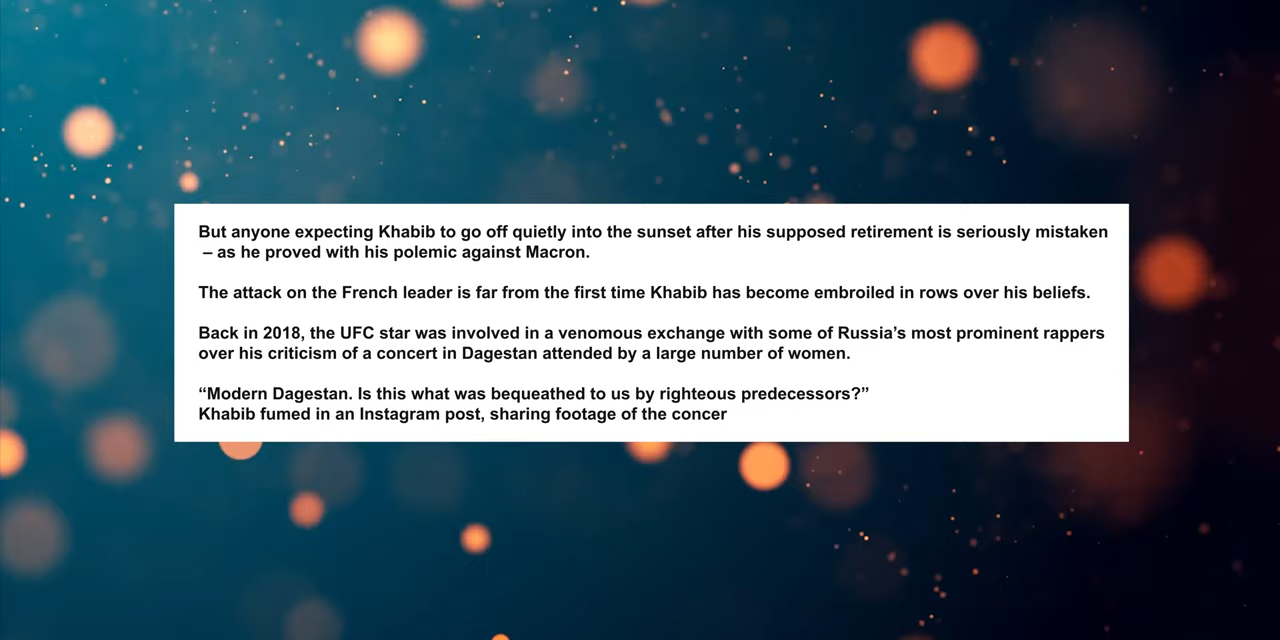 But anyone expecting Khabib to go off quietly into the sunset after his supposed retirement is seriously mistaken
– as he proved with his polemic against Macron.
The attack on the French leader is far from the first time Khabib has become embroiled in rows over his beliefs.
Back in 2018, the UFC star was involved in a venomous exchange with some of Russia’s most prominent rappers
over his criticism of a concert in Dagestan attended by a large number of women.
“Modern Dagestan. Is this what was bequeathed to us by righteous predecessors?”
Khabib fumed in an Instagram post, sharing footage of the concer